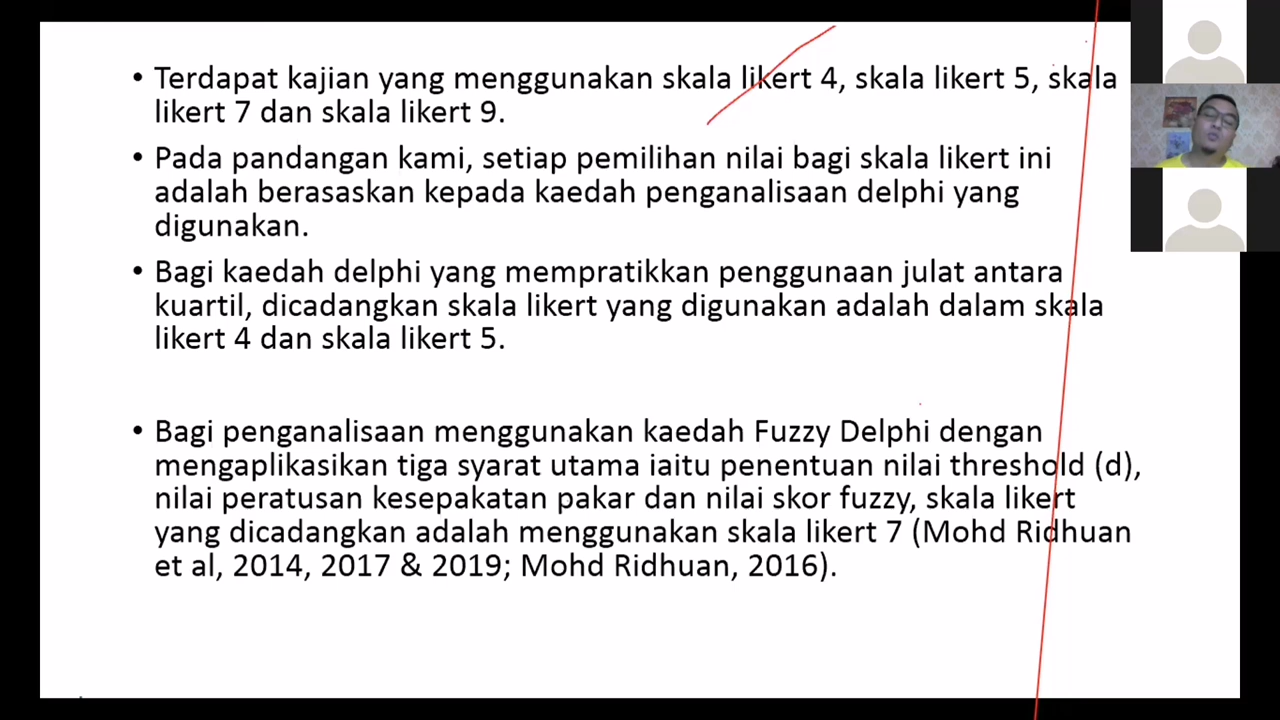 • Terdapat kajian yang menggunakan skala likert 4, skala likert 5, skala
likert 7 dan skala likert 9.
• Pada pandangan kami, setiap pemilihan nilai bagi skala likert ini
adalah berasaskan kepada kaedah penganalisaan delphi yang
digunakan.
• Bagi kaedah delphi yang mempratikkan penggunaan julat antara
kuartil, dicadangkan skala likert yang digunakan adalah dalam skala
likert 4 dan skala likert 5.
• Bagi penganalisaan menggunakan kaedah Fuzzy Delphi dengan
mengaplikasikan tiga syarat utama iaitu penentuan nilai threshold (d),
nilai peratusan kesepakatan pakar dan nilai skor fuzzy, skala likert
yang dicadangkan adalah menggunakan skala likert 7 (Mohd Ridhuan
et al, 2014, 2017 & 2019; Mohd Ridhuan, 2016).